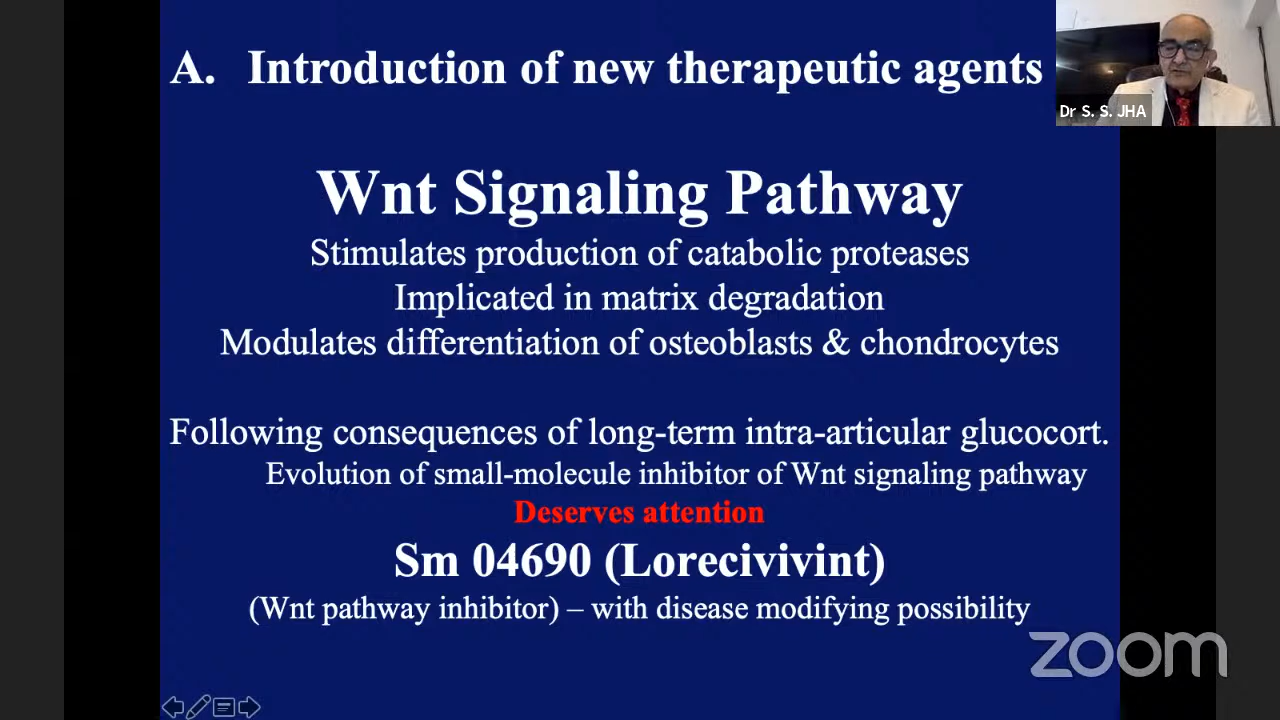 A. Introduction of new therapeutic agents
Dr S. S. JHA
Wnt Signaling Pathway
Stimulates production of catabolic proteases
Implicated in matrix degradation
Modulates differentiation of osteoblasts & chondrocytes
Following consequences of long-term intra-articular glucocort.
Evolution of small-molecule inhibitor of Wnt signaling pathway
Deserves attention
Sm 04690 (Lorecivivint)
(Wnt pathway inhibitor) – with disease modifying possibility
zoom